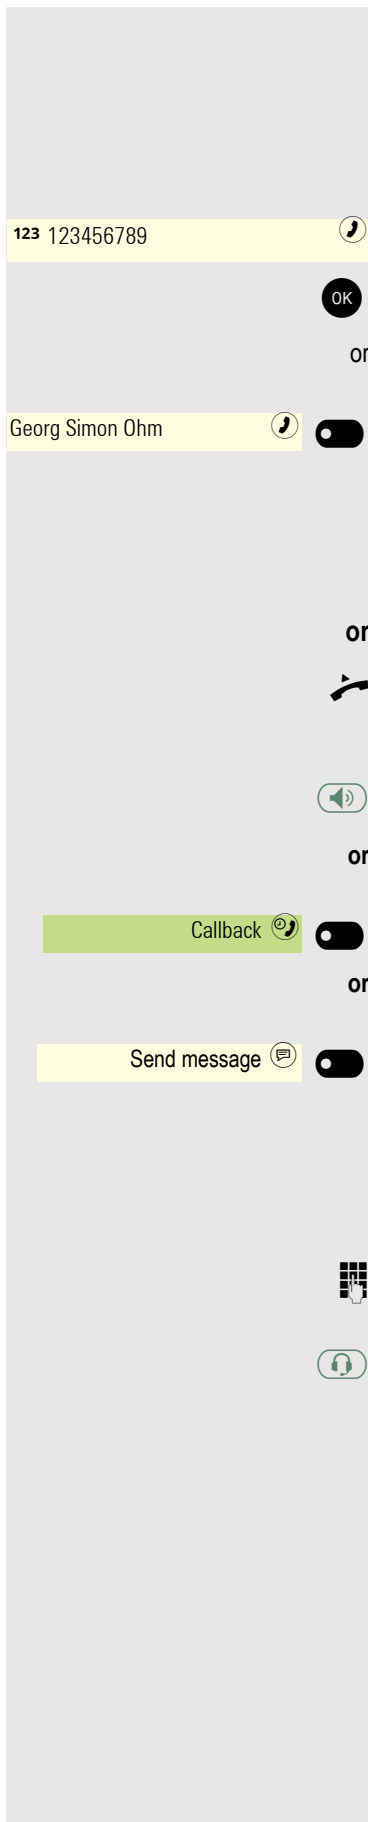 123 123456789
OK
or
Georg Simon Ohm
or
or
Callback
or
Send message